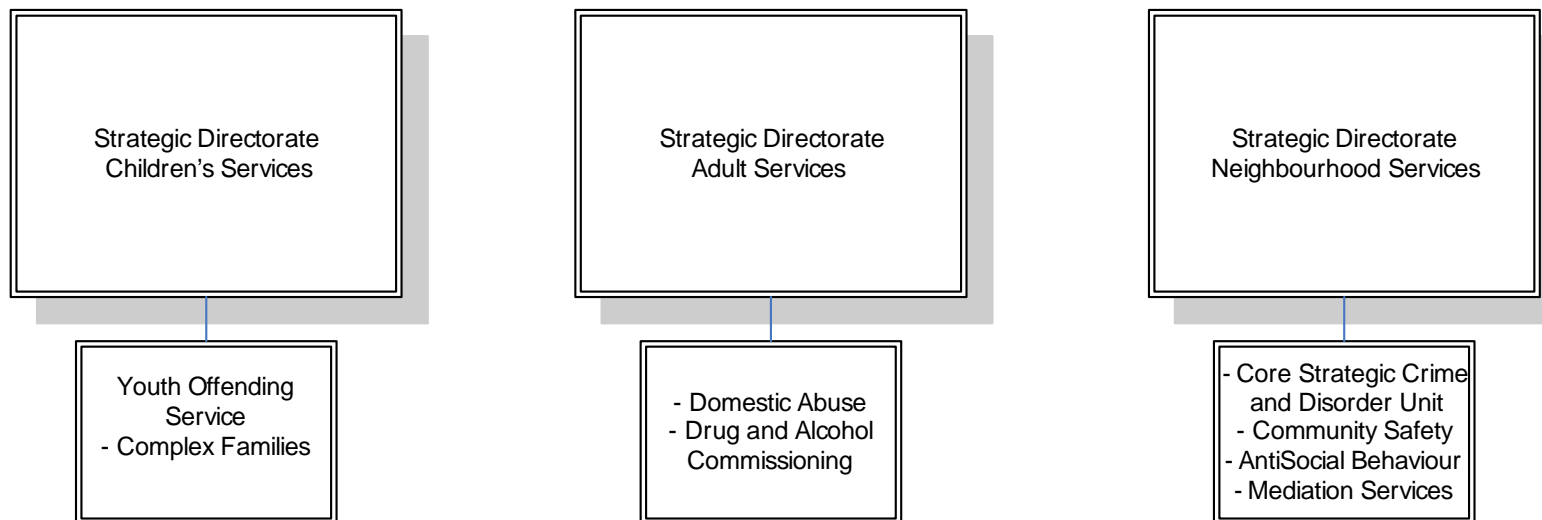 Strategic Directorate
Children’s Services
Strategic Directorate
Adult Services
Strategic Directorate
Neighbourhood Services
Youth Offending
Service
- Complex Families
- Domestic Abuse
- Drug and Alcohol
Commissioning
- Core Strategic Crime
and Disorder Unit
- Community Safety
- AntiSocial Behaviour
- Mediation Services